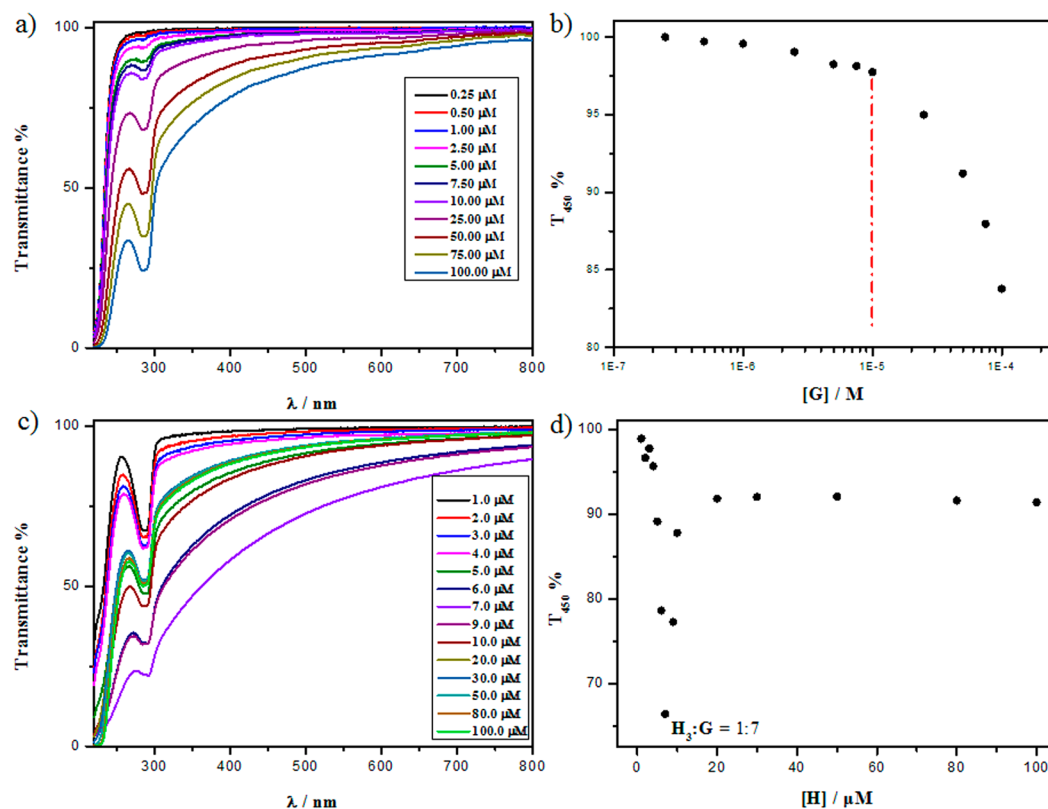 a)
100
50
0
Transmittance %
300 400 500 600 700 800
λ / nm
0.25 µM
0.50 µM
1.00 µM
2.50 µM
5.00 µM
7.50 µM
10.00 µM
25.00 µM
50.00 µM
75.00 µM
100.00 µM
b)
100
95
90
85
80
T450 %
1E-7 1E-6 1E-5 1E-4
[G] / M
c)
100
50
0
Transmittance %
300 400 500 600 700 800
λ / nm
1.0 µM
2.0 µM
3.0 µM
4.0 µM
5.0 µM
6.0 µM
7.0 µM
9.0 µM
10.0 µM
20.0 µM
30.0 µM
50.0 µM
80.0 µM
100.0 µM
d)
100
90
80
70
T450 %
H3:G = 1:7
0 20 40 60 80 100
[H] / µM